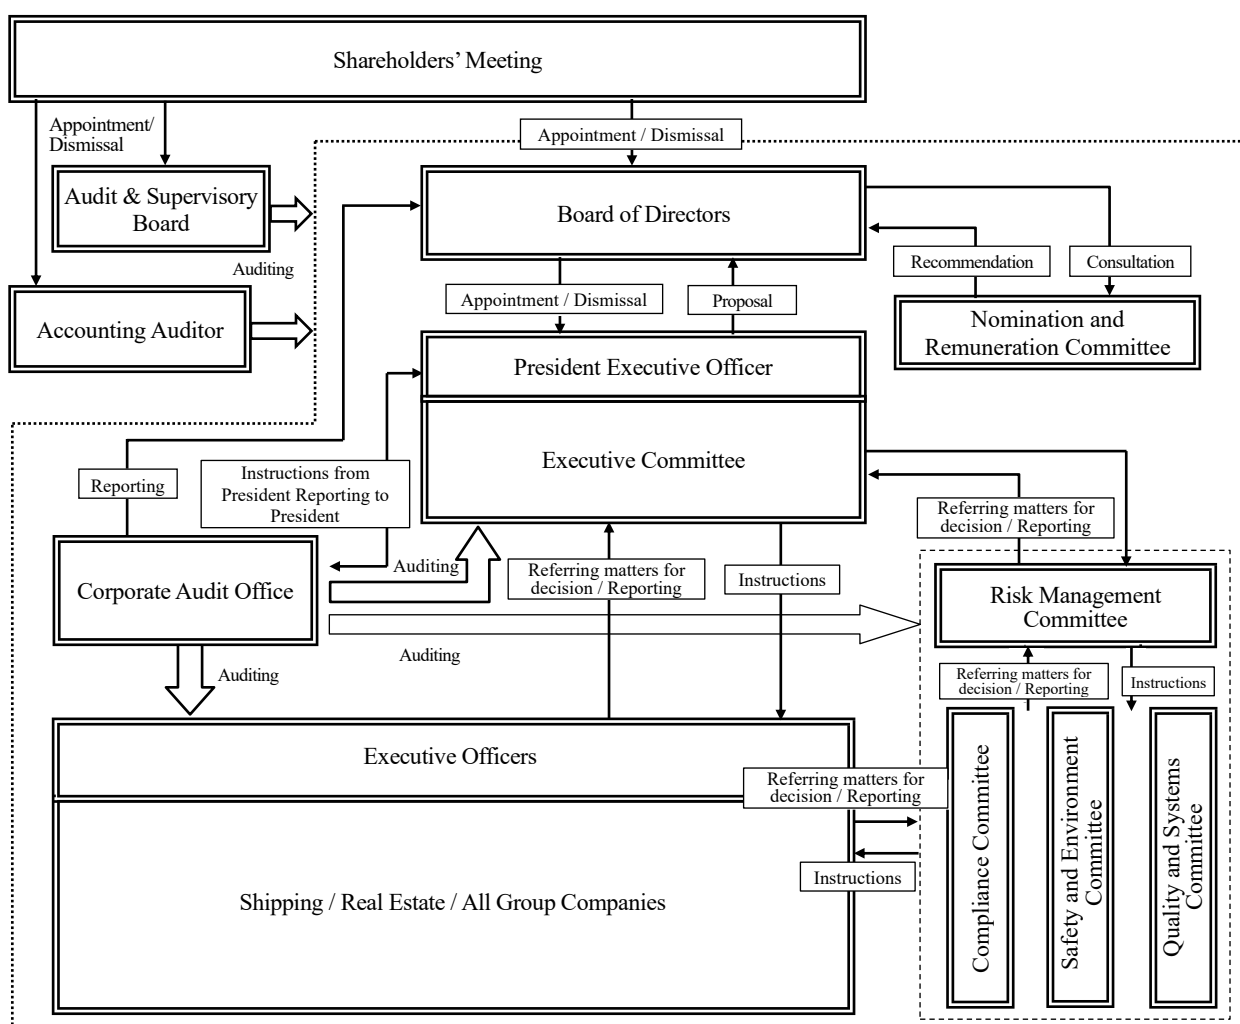 Shareholders' Meeting
Appointment/
Dismissal
Appointment / Dismissal
Audit & Supervisory
Board
Board of Directors
Auditing
Recommendation
Consultation
Appointment / Dismissal
Proposal
Accounting Auditor
Nomination and
Remuneration Committee
President Executive Officer
Executive Committee
Reporting
Instructions from
President Reporting to
President
Referring matters for
decision / Reporting
Corporate Audit Office
Auditing
Referring matters for
decision / Reporting
Instructions
Risk Management
Committee
Auditing
Auditing
Referring matters for
decision / Reporting
Instructions
Executive Officers
Referring matters for
decision / Reporting
Instructions
Shipping / Real Estate / All Group Companies
Compliance Committee
Safety and Environment
Committee
Quality and Systems
Committee